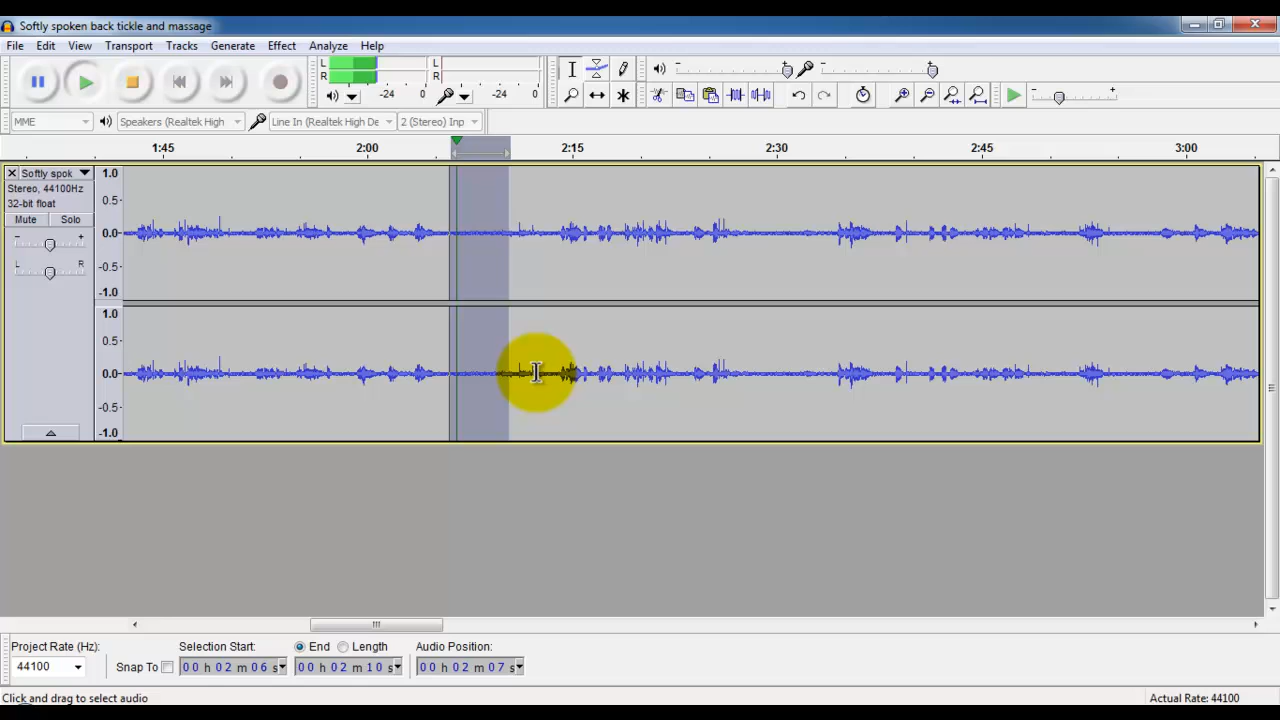 Softly spoken back tickle and massage
File Edit View Transport Tracks Generate Effect Analyze Help
L R -24 0 L R -24 0
MME Speakers (Realtek High Line In (Realtek High De 2 (Stereo) Inp
1:45 2:00 2:15 2:30 2:45 3:00
Softly spok
Stereo, 44100Hz
32-bit float
Mute Solo
- +
L R
1.0
0.5-
0.0-
-0.5-
-1.0
1.0
0.5-
0.0-
-0.5-
-1.0
Project Rate (Hz): Selection Start: End Length Audio Position:
44100 Snap To 00 h 02 m 06 s 00 h 02 m 10 s 00 h 02 m 07 s
Click and drag to select audio Actual Rate: 44100